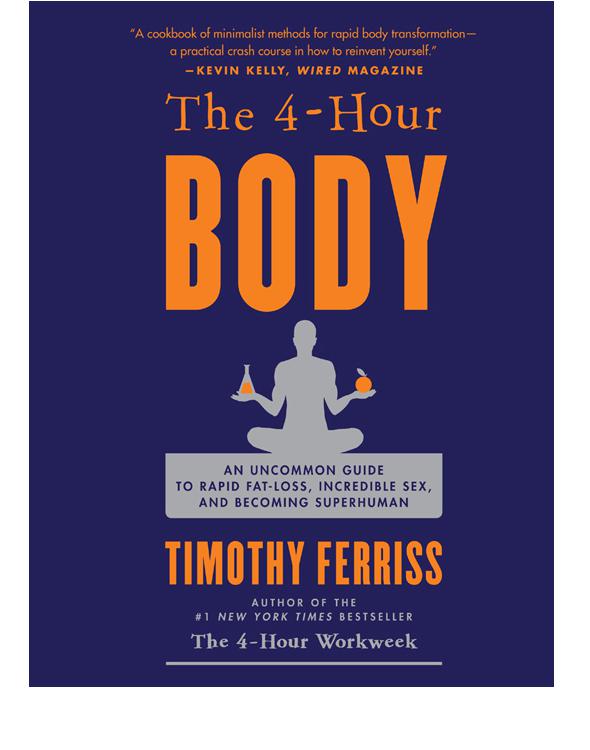 “A cookbook of minimalist methods for rapid body transformation—
a practical crash course in how to reinvent yourself.”
—KEVIN KELLY, WIRED MAGAZINE
The 4-Hour
BODY
AN UNCOMMON GUIDE
TO RAPID FAT-LOSS, INCREDIBLE SEX,
AND BECOMING SUPERHUMAN
TIMOTHY FERRISS
AUTHOR OF THE
#1 NEW YORK TIMES BESTSELLER
The 4-Hour Workweek